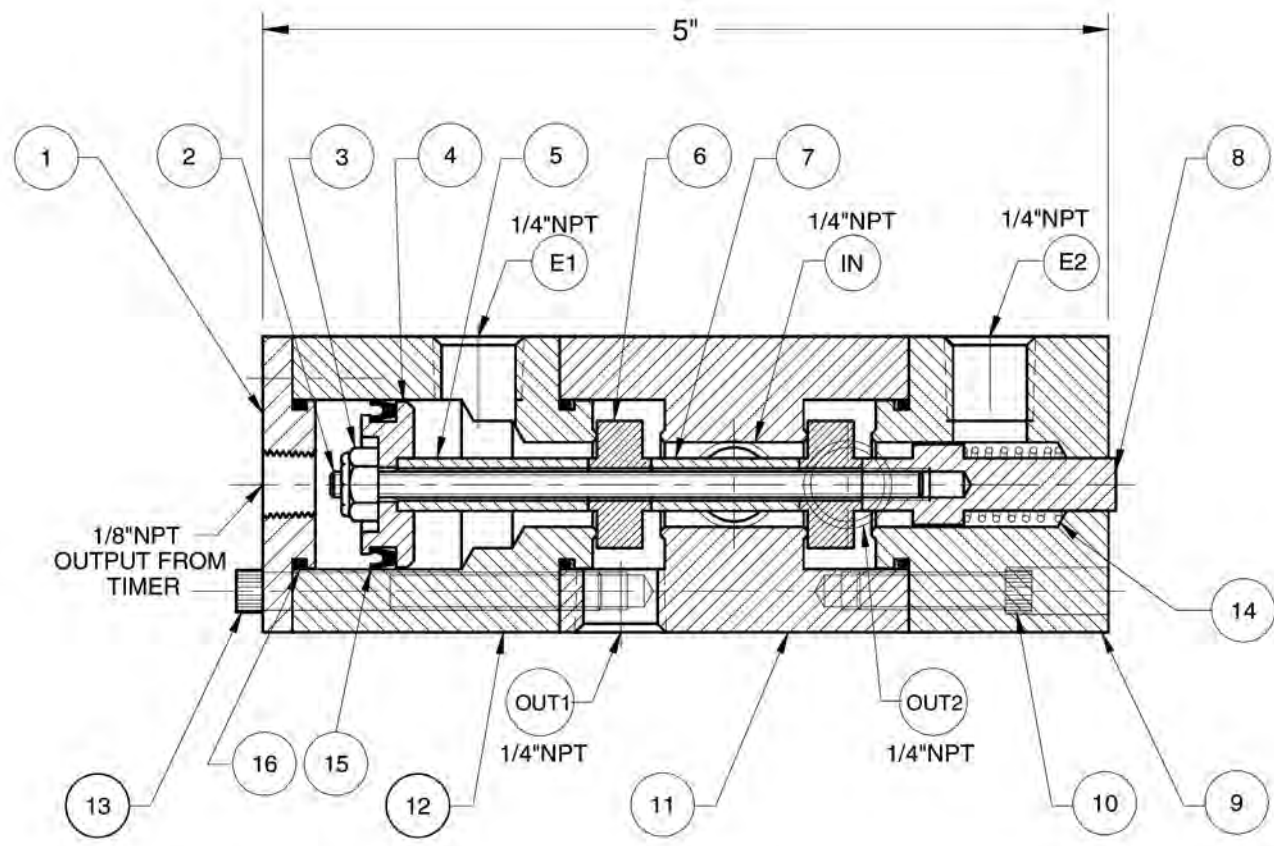 5"
1
2
3
4
5
6
7
8
1/4"NPT
E1
1/4"NPT
IN
1/4"NPT
E2
1/8"NPT
OUTPUT FROM
TIMER
14
OUT1
1/4"NPT
OUT2
1/4"NPT
16
15
13
12
11
10
9